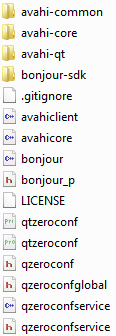 avahi-common
avahi-core
avahi-qt
bonjour-sdk
.gitignore
avahiclient
avahicore
bonjour
bonjour_p
LICENSE
qtzeroconf
qtzeroconf
qzeroconf
qzeroconfglobal
qzeroconfservice
qzeroconfservice